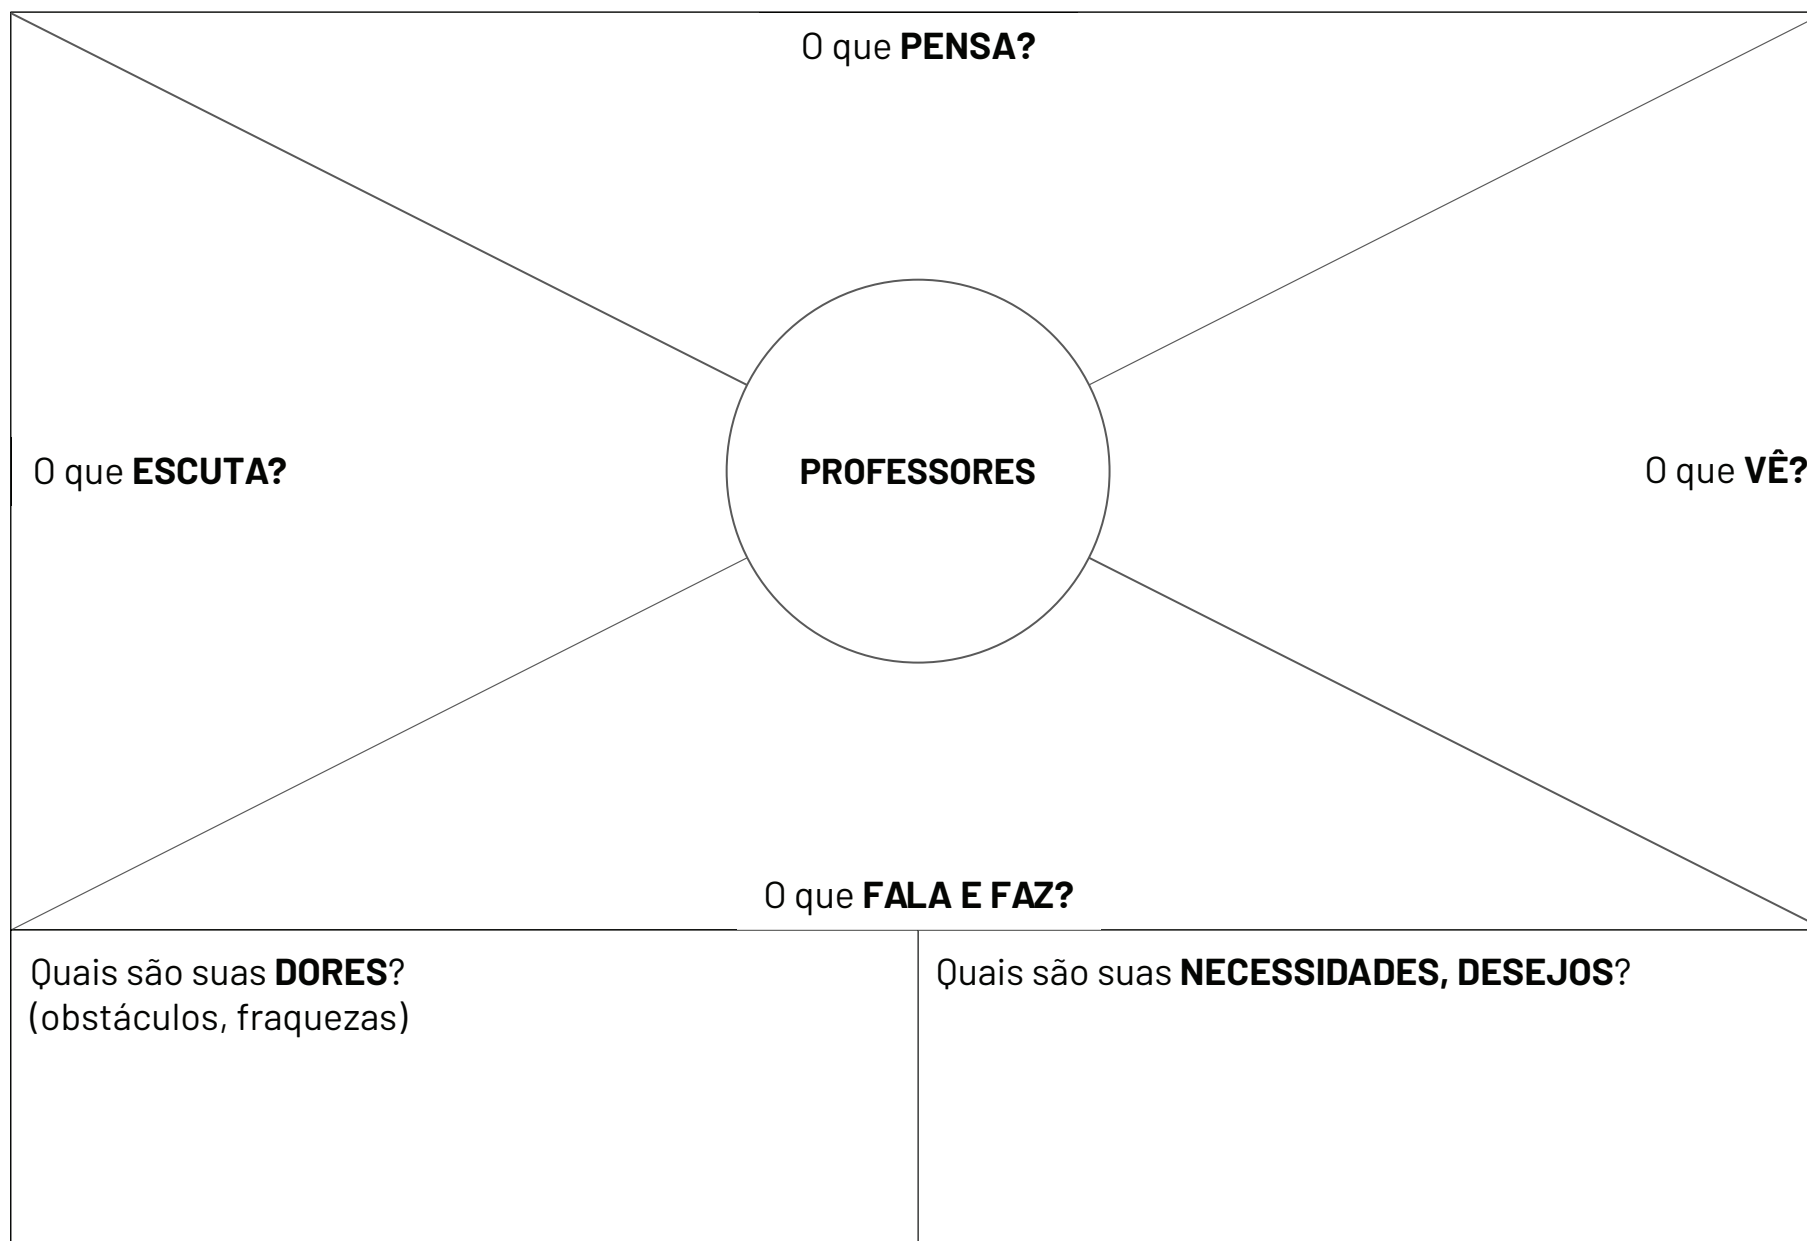 O que PENSA?
O que ESCUTA?
PROFESSORES
O que VÊ?
O que FALA E FAZ?
Quais são suas DORES?
(obstáculos, fraquezas)
Quais são suas NECESSIDADES, DESEJOS?